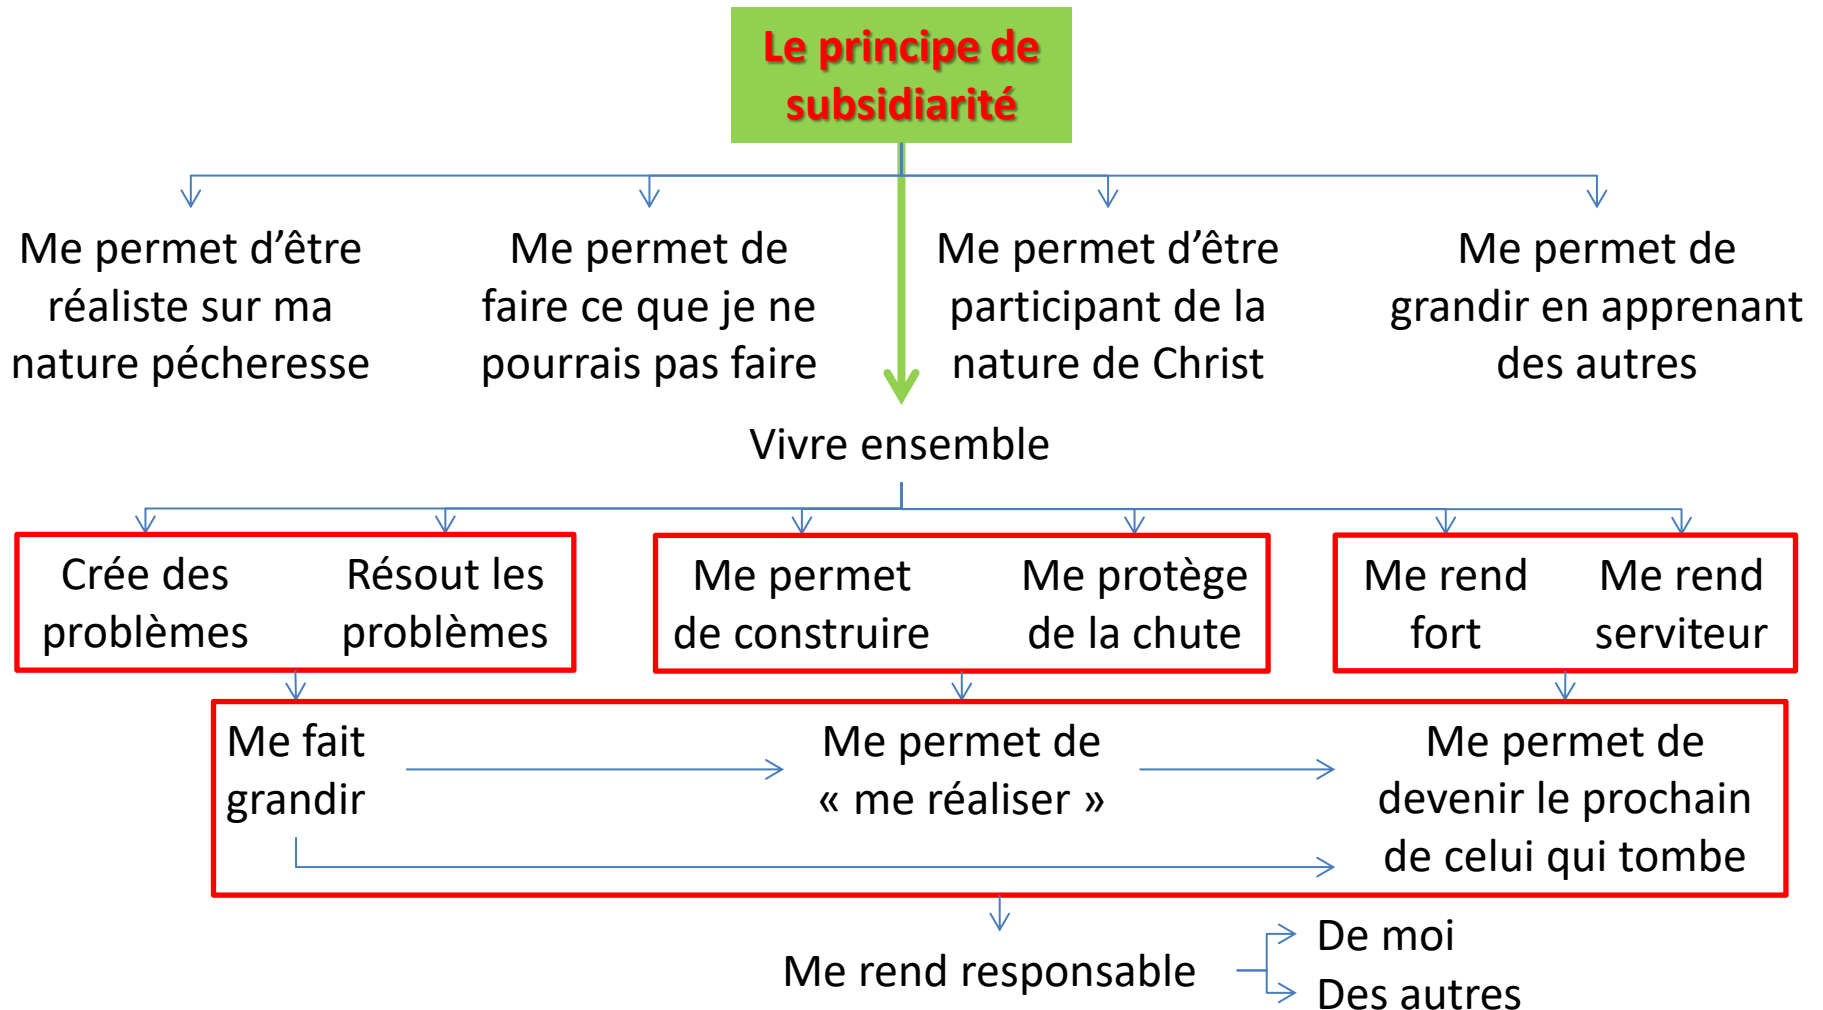 Le principe de
subsidiarité
Me permet d’être
réaliste sur ma
nature pécheresse
Me permet de
faire ce que je ne
pourrais pas faire
Me permet d’être
participant de la
nature de Christ
Me permet de
grandir en apprenant
des autres
Vivre ensemble
Crée des
problèmes
Résout les
problèmes
Me permet
de construire
Me protège
de la chute
Me rend
fort
Me rend
serviteur
Me fait
grandir
Me permet de
« me réaliser »
Me permet de
devenir le prochain
de celui qui tombe
Me rend responsable
De moi
Des autres